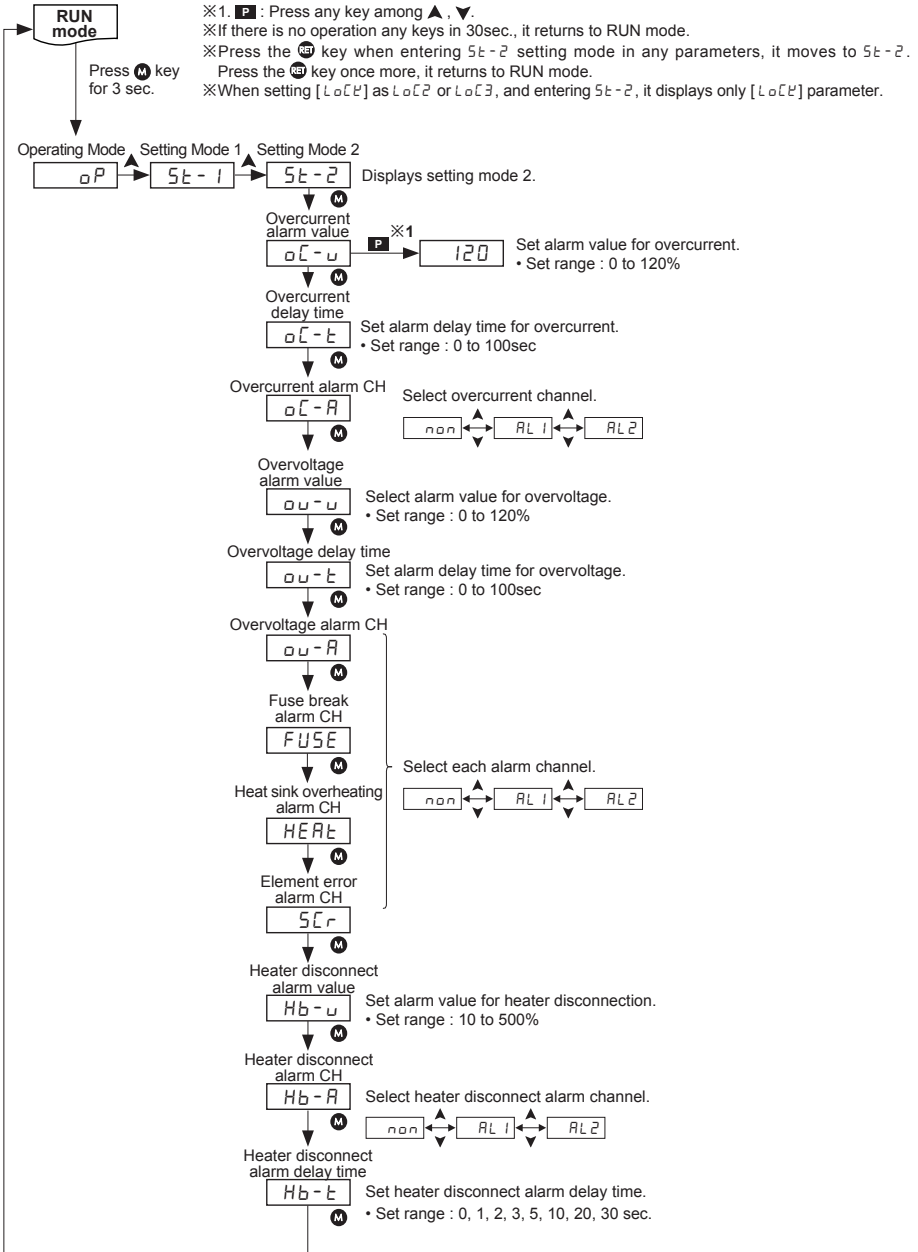 RUN mode
※1. P : Press any key among ▲ , ▼.
※If there is no operation any keys in 30sec., it returns to RUN mode.
※Press the RET key when entering St-2 setting mode in any parameters, it moves to St-2.
Press the RET key once more, it returns to RUN mode.
※When setting [LoCK] as LoC2 or LoC3, and entering St-2, it displays only [LoCK] parameter.
Press M key
for 3 sec.
Operating Mode Setting Mode 1 Setting Mode 2
oP St-1 St-2 Displays setting mode 2.
M
Overcurrent
alarm value
oC-v P ※1 120
Set alarm value for overcurrent.
• Set range : 0 to 120%
M
Overcurrent
delay time
oC-t
Set alarm delay time for overcurrent.
• Set range : 0 to 100sec
M
Overcurrent alarm CH
oC-A
Select overcurrent channel.
non AL1 AL2
M
Overvoltage
alarm value
ov-v
Select alarm value for overvoltage.
• Set range : 0 to 120%
M
Overvoltage delay time
ov-t
Set alarm delay time for overvoltage.
• Set range : 0 to 100sec
M
Overvoltage alarm CH
ov-A
M
Fuse break
alarm CH
FUSE
M
Select each alarm channel.
non AL1 AL2
Heat sink overheating
alarm CH
HEAt
M
Element error
alarm CH
SCr
M
Heater disconnect
alarm value
Hb-v
Set alarm value for heater disconnection.
• Set range : 10 to 500%
M
Heater disconnect
alarm CH
Hb-A
Select heater disconnect alarm channel.
non AL1 AL2
M
Heater disconnect
alarm delay time
Hb-t
Set heater disconnect alarm delay time.
• Set range : 0, 1, 2, 3, 5, 10, 20, 30 sec.
M